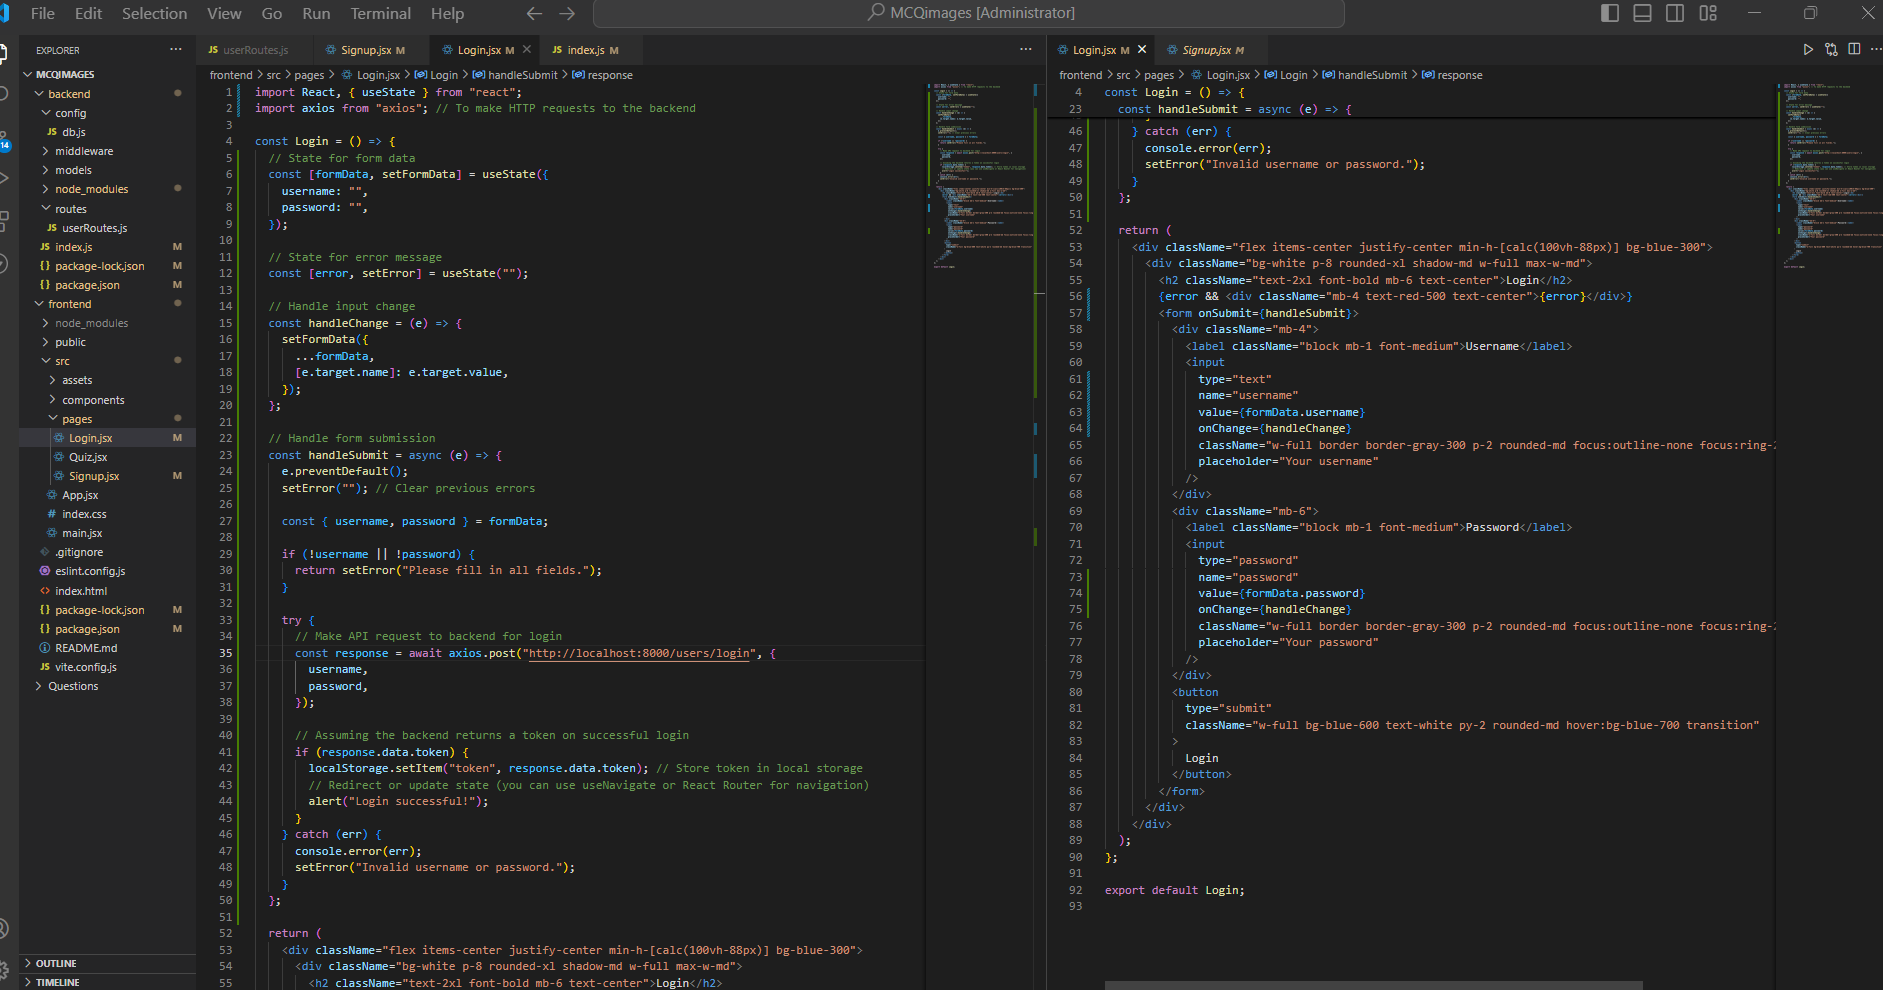 File Edit Selection View Go Run Terminal Help
MCQimages [Administrator]
EXPLORER
MCQIMAGES
backend
config
JS db.js
middleware
models
node_modules
routes
JS userRoutes.js
JS index.js M
{} package-lock.json M
{} package.json M
frontend
node_modules
public
src
assets
components
pages
Login.jsx M
Quiz.jsx
Signup.jsx M
App.jsx
# index.css
main.jsx
.gitignore
eslint.config.js
<> index.html
{} package-lock.json M
{} package.json M
README.md
JS vite.config.js
Questions
OUTLINE
TIMELINE
14
JS userRoutes.js Signup.jsx M Login.jsx M JS index.js M
frontend > src > pages > Login.jsx > Login > handleSubmit > response
1 import React, { useState } from "react";
2 import axios from "axios"; // To make HTTP requests to the backend
3
4 const Login = () => {
5 // State for form data
6 const [formData, setFormData] = useState({
7 username: "",
8 password: "",
9 });
10
11 // State for error message
12 const [error, setError] = useState("");
13
14 // Handle input change
15 const handleChange = (e) => {
16 setFormData({
17 ...formData,
18 [e.target.name]: e.target.value,
19 });
20 };
21
22 // Handle form submission
23 const handleSubmit = async (e) => {
24 e.preventDefault();
25 setError(""); // Clear previous errors
26
27 const { username, password } = formData;
28
29 if (!username || !password) {
30 return setError("Please fill in all fields.");
31 }
32
33 try {
34 // Make API request to backend for login
35 const response = await axios.post("http://localhost:8000/users/login", {
36 username,
37 password,
38 });
39
40 // Assuming the backend returns a token on successful login
41 if (response.data.token) {
42 localStorage.setItem("token", response.data.token); // Store token in local storage
43 // Redirect or update state (you can use useNavigate or React Router for navigation)
44 alert("Login successful!");
45 }
46 } catch (err) {
47 console.error(err);
48 setError("Invalid username or password.");
49 }
50 };
51
52 return (
53 <div className="flex items-center justify-center min-h-[calc(100vh-88px)] bg-blue-300">
54 <div className="bg-white p-8 rounded-xl shadow-md w-full max-w-md">
55 <h2 className="text-2xl font-bold mb-6 text-center">Login</h2>
Login.jsx M Signup.jsx M
frontend > src > pages > Login.jsx > Login > handleSubmit > response
4 const Login = () => {
23 const handleSubmit = async (e) => {
46 } catch (err) {
47 console.error(err);
48 setError("Invalid username or password.");
49 }
50 };
51
52 return (
53 <div className="flex items-center justify-center min-h-[calc(100vh-88px)] bg-blue-300">
54 <div className="bg-white p-8 rounded-xl shadow-md w-full max-w-md">
55 <h2 className="text-2xl font-bold mb-6 text-center">Login</h2>
56 {error && <div className="mb-4 text-red-500 text-center">{error}</div>}
57 <form onSubmit={handleSubmit}>
58 <div className="mb-4">
59 <label className="block mb-1 font-medium">Username</label>
60 <input
61 type="text"
62 name="username"
63 value={formData.username}
64 onChange={handleChange}
65 className="w-full border border-gray-300 p-2 rounded-md focus:outline-none focus:ring-
66 placeholder="Your username"
67 />
68 </div>
69 <div className="mb-6">
70 <label className="block mb-1 font-medium">Password</label>
71 <input
72 type="password"
73 name="password"
74 value={formData.password}
75 onChange={handleChange}
76 className="w-full border border-gray-300 p-2 rounded-md focus:outline-none focus:ring-
77 placeholder="Your password"
78 />
79 </div>
80 <button
81 type="submit"
82 className="w-full bg-blue-600 text-white py-2 rounded-md hover:bg-blue-700 transition"
83 >
84 Login
85 </button>
86 </form>
87 </div>
88 </div>
89 );
90 };
91
92 export default Login;
93